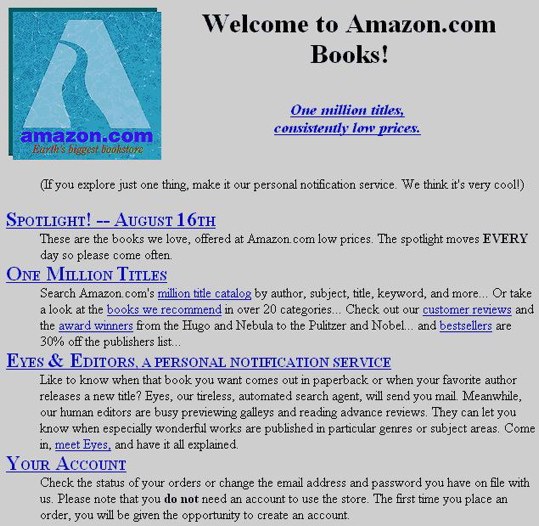 amazon.com
Earth's biggest bookstore
Welcome to Amazon.com
Books!
One million titles,
consistently low prices.
(If you explore just one thing, make it our personal notification service. We think it's very cool!)
SPOTLIGHT! -- AUGUST 16TH
These are the books we love, offered at Amazon.com low prices. The spotlight moves EVERY
day so please come often.
ONE MILLION TITLES
Search Amazon.com's million title catalog by author, subject, title, keyword, and more... Or take
a look at the books we recommend in over 20 categories... Check out our customer reviews and
the award winners from the Hugo and Nebula to the Pulitzer and Nobel... and bestsellers are
30% off the publishers list...
EYES & EDITORS, A PERSONAL NOTIFICATION SERVICE
Like to know when that book you want comes out in paperback or when your favorite author
releases a new title? Eyes, our tireless, automated search agent, will send you mail. Meanwhile,
our human editors are busy previewing galleys and reading advance reviews. They can let you
know when especially wonderful works are published in particular genres or subject areas. Come
in, meet Eyes, and have it all explained.
YOUR ACCOUNT
Check the status of your orders or change the email address and password you have on file with
us. Please note that you do not need an account to use the store. The first time you place an
order, you will be given the opportunity to create an account.